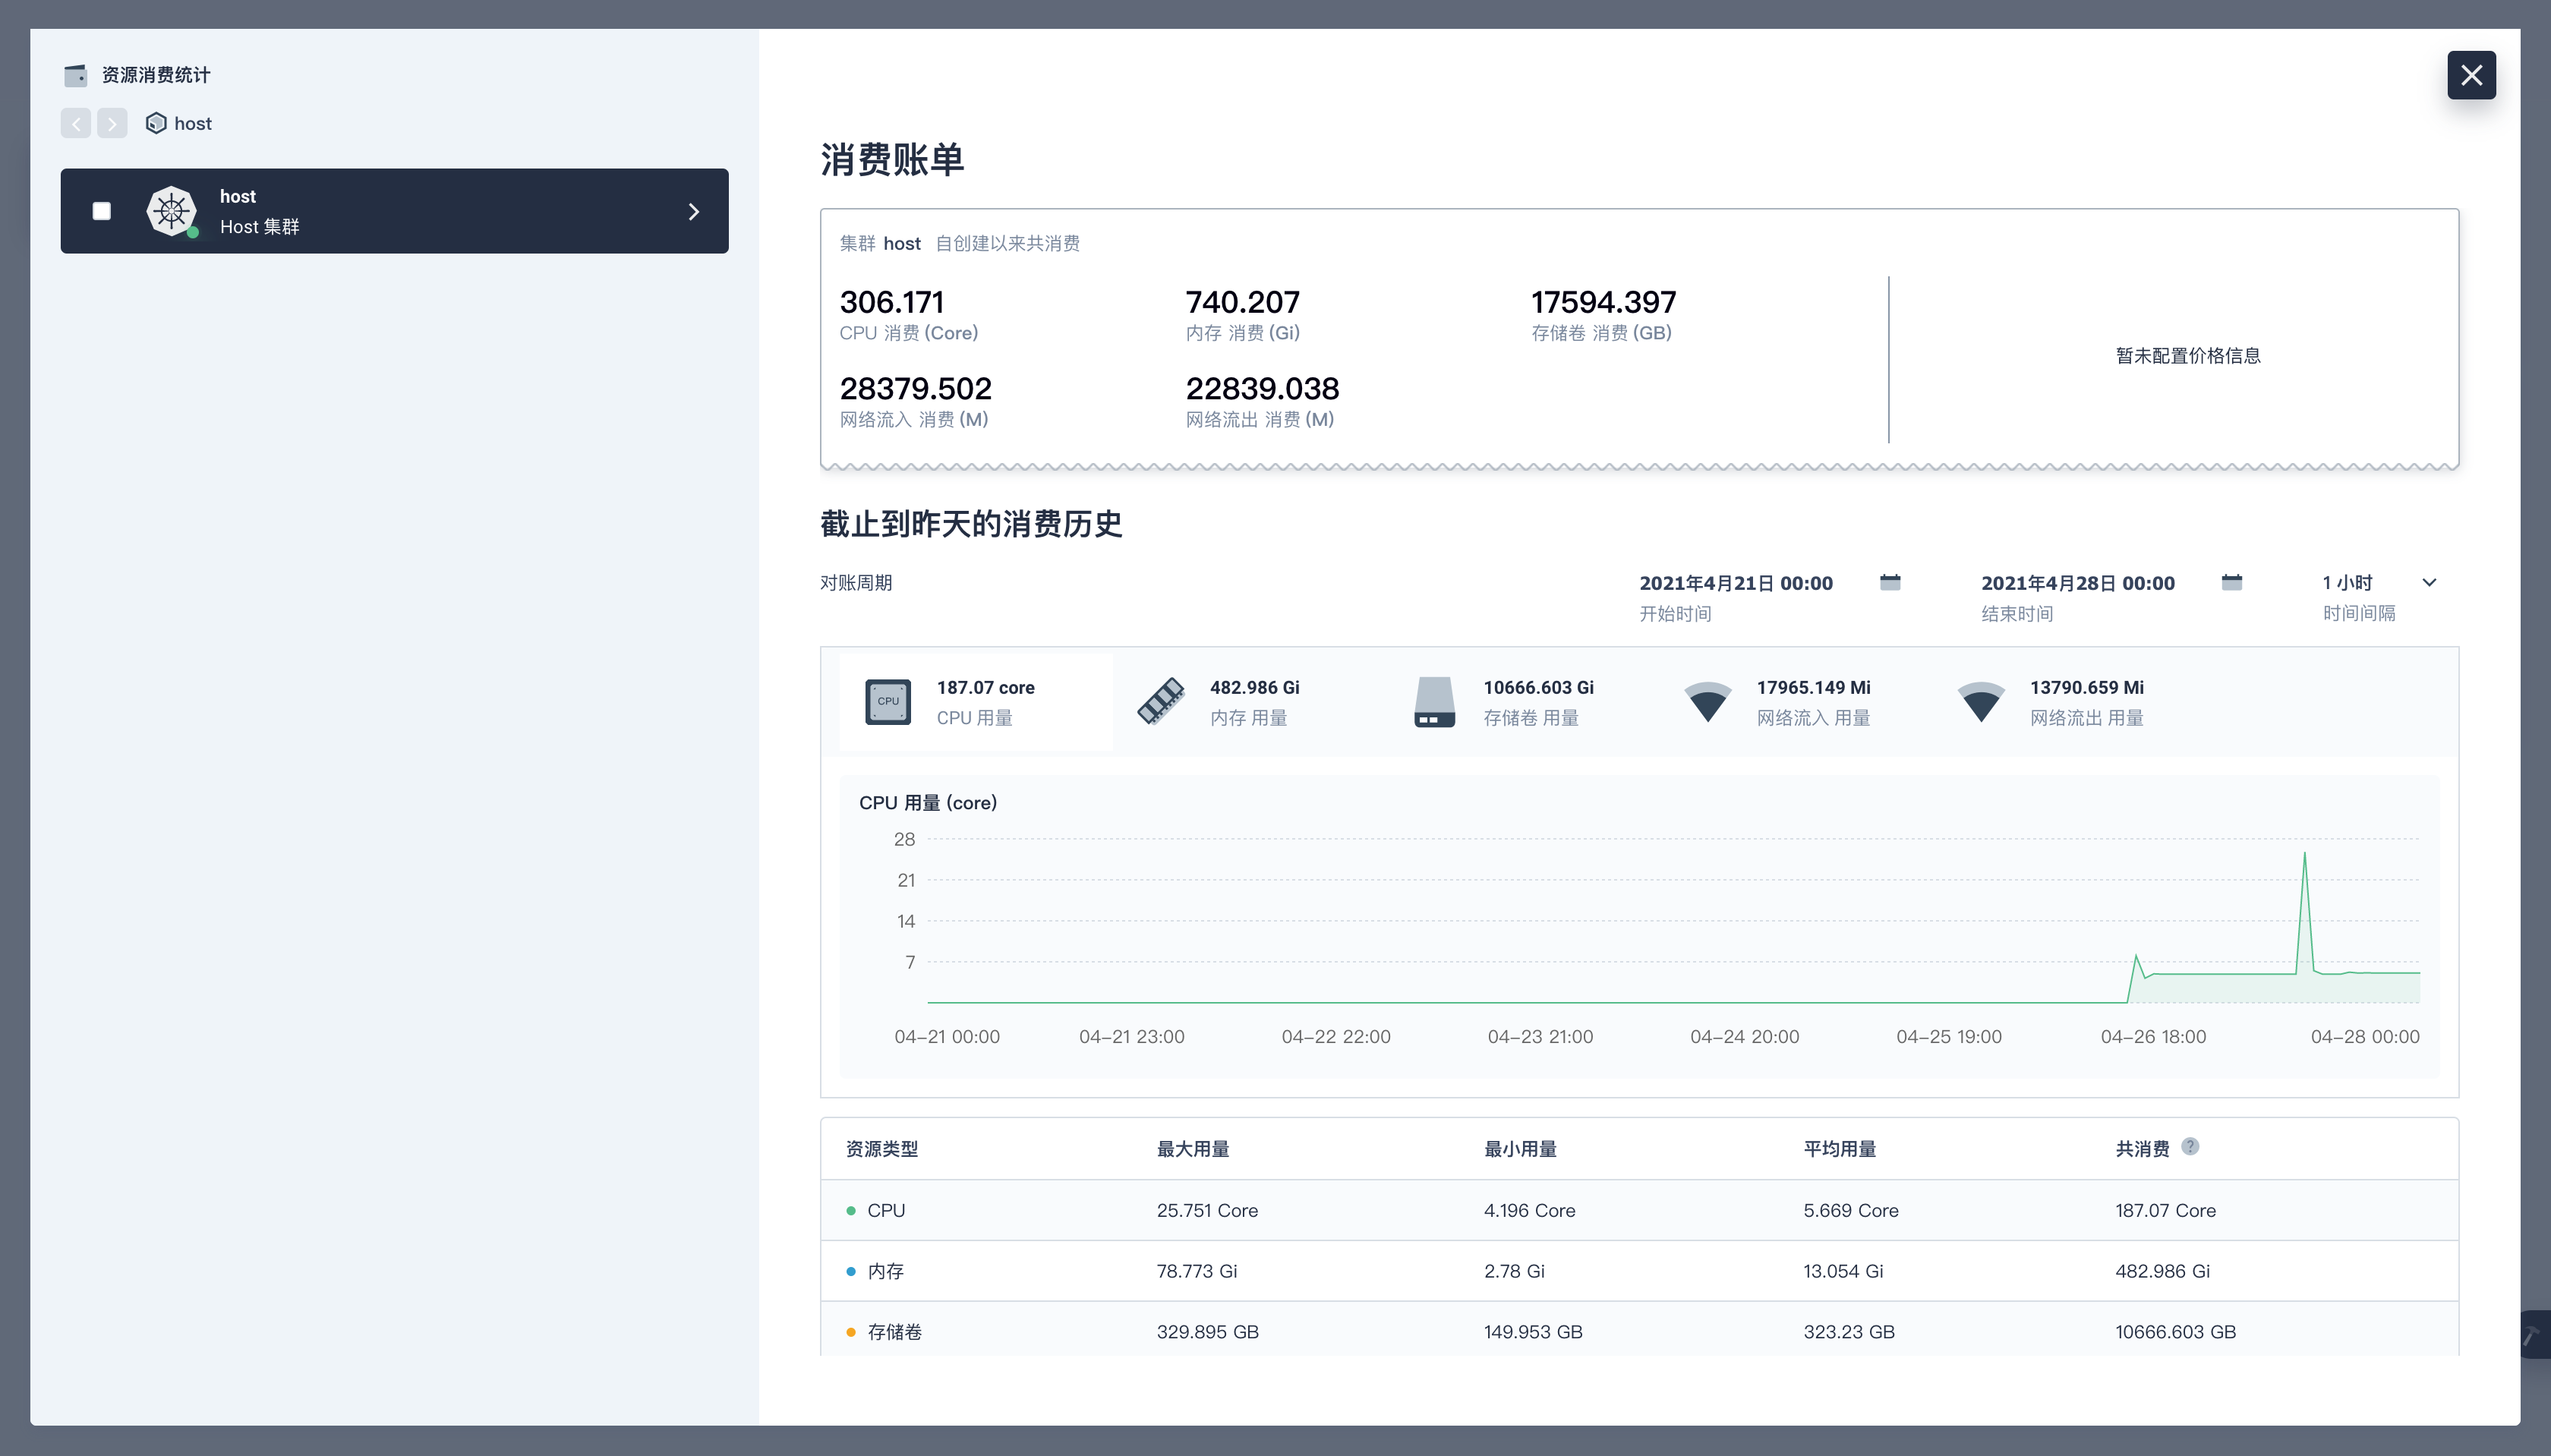 资源消费统计
host
host
Host 集群
消费账单
集群 host 自创建以来共消费
306.171 740.207 17594.397
CPU 消费 (Core) 内存 消费 (Gi) 存储卷 消费 (GB)
暂未配置价格信息
28379.502 22839.038
网络流入 消费 (M) 网络流出 消费 (M)
截止到昨天的消费历史
对账周期 2021年4月21日 00:00 2021年4月28日 00:00 1 小时
开始时间 结束时间 时间间隔
CPU 187.07 core 482.986 Gi 10666.603 Gi 17965.149 Mi 13790.659 Mi
CPU 用量 内存 用量 存储卷 用量 网络流入 用量 网络流出 用量
CPU 用量 (core)
28
21
14
7
04–21 00:00 04–21 23:00 04–22 22:00 04–23 21:00 04–24 20:00 04–25 19:00 04–26 18:00 04–28 00:00
资源类型 最大用量 最小用量 平均用量 共消费 ?
CPU 25.751 Core 4.196 Core 5.669 Core 187.07 Core
内存 78.773 Gi 2.78 Gi 13.054 Gi 482.986 Gi
存储卷 329.895 GB 149.953 GB 323.23 GB 10666.603 GB